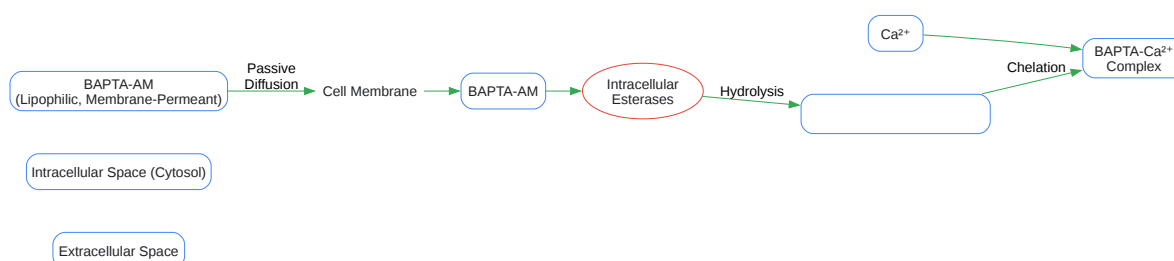 BAPTA-AM
(Lipophilic, Membrane-Permeant)
Passive
Diffusion
Cell Membrane
BAPTA-AM
Intracellular
Esterases
Hydrolysis
Ca²⁺
Chelation
BAPTA-Ca²⁺
Complex
Intracellular Space (Cytosol)
Extracellular Space